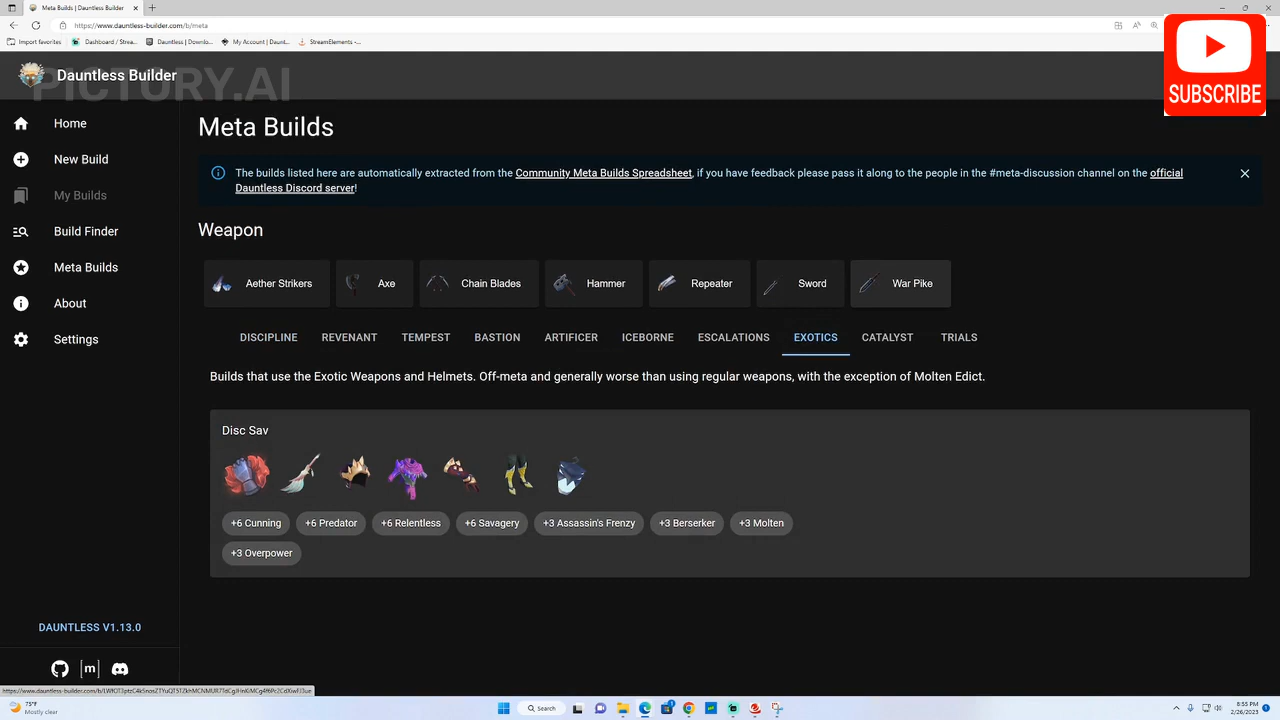 Meta Builds | Dauntless Builder
https://www.dauntless-builder.com/b/meta
Import favorites
Dashboard / Strea...
Dauntless | Downlo...
My Account | Daunt...
StreamElements - ...
PICTORY.AI
Dauntless Builder
SUBSCRIBE
Home
New Build
My Builds
Build Finder
Meta Builds
About
Settings
Meta Builds
The builds listed here are automatically extracted from the Community Meta Builds Spreadsheet, if you have feedback please pass it along to the people in the #meta-discussion channel on the official
Dauntless Discord server!
Weapon
Aether Strikers Axe Chain Blades Hammer Repeater Sword War Pike
DISCIPLINE REVENANT TEMPEST BASTION ARTIFICER ICEBORNE ESCALATIONS EXOTICS CATALYST TRIALS
Builds that use the Exotic Weapons and Helmets. Off-meta and generally worse than using regular weapons, with the exception of Molten Edict.
Disc Sav
+6 Cunning +6 Predator +6 Relentless +6 Savagery +3 Assassin's Frenzy +3 Berserker +3 Molten
+3 Overpower
DAUNTLESS V1.13.0
[m]
75°F
Mostly clear
Search
8:55 PM
2/26/2023